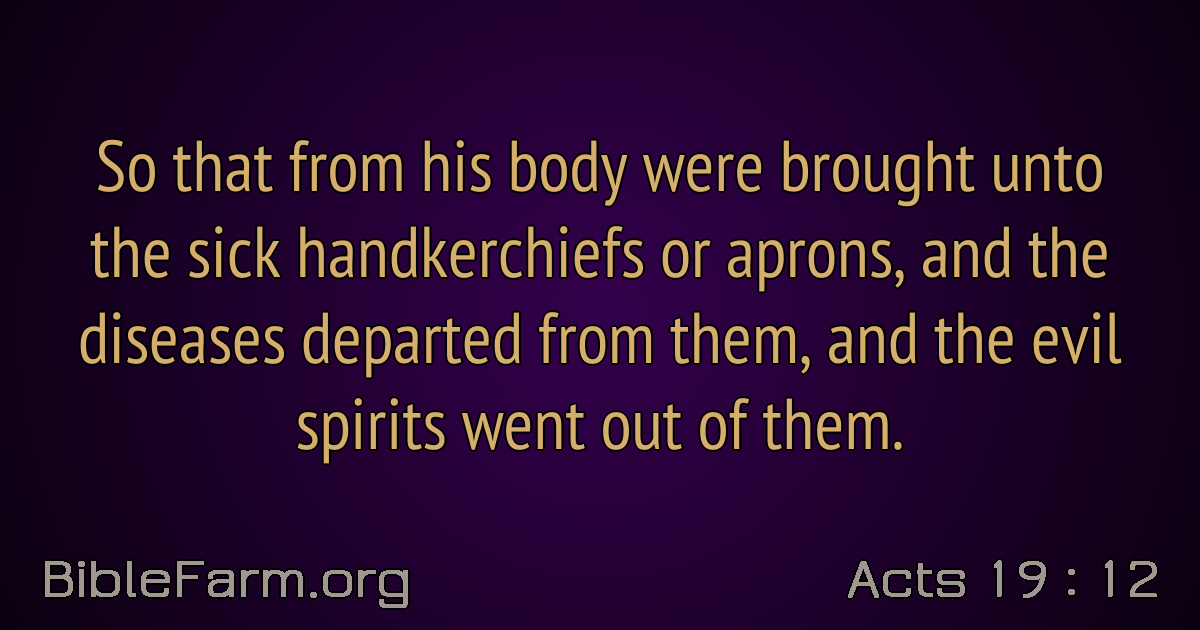 So that from his body were brought unto
the sick handkerchiefs or aprons, and the
diseases departed from them, and the evil
spirits went out of them.
BibleFarm.org
Acts 19 : 12